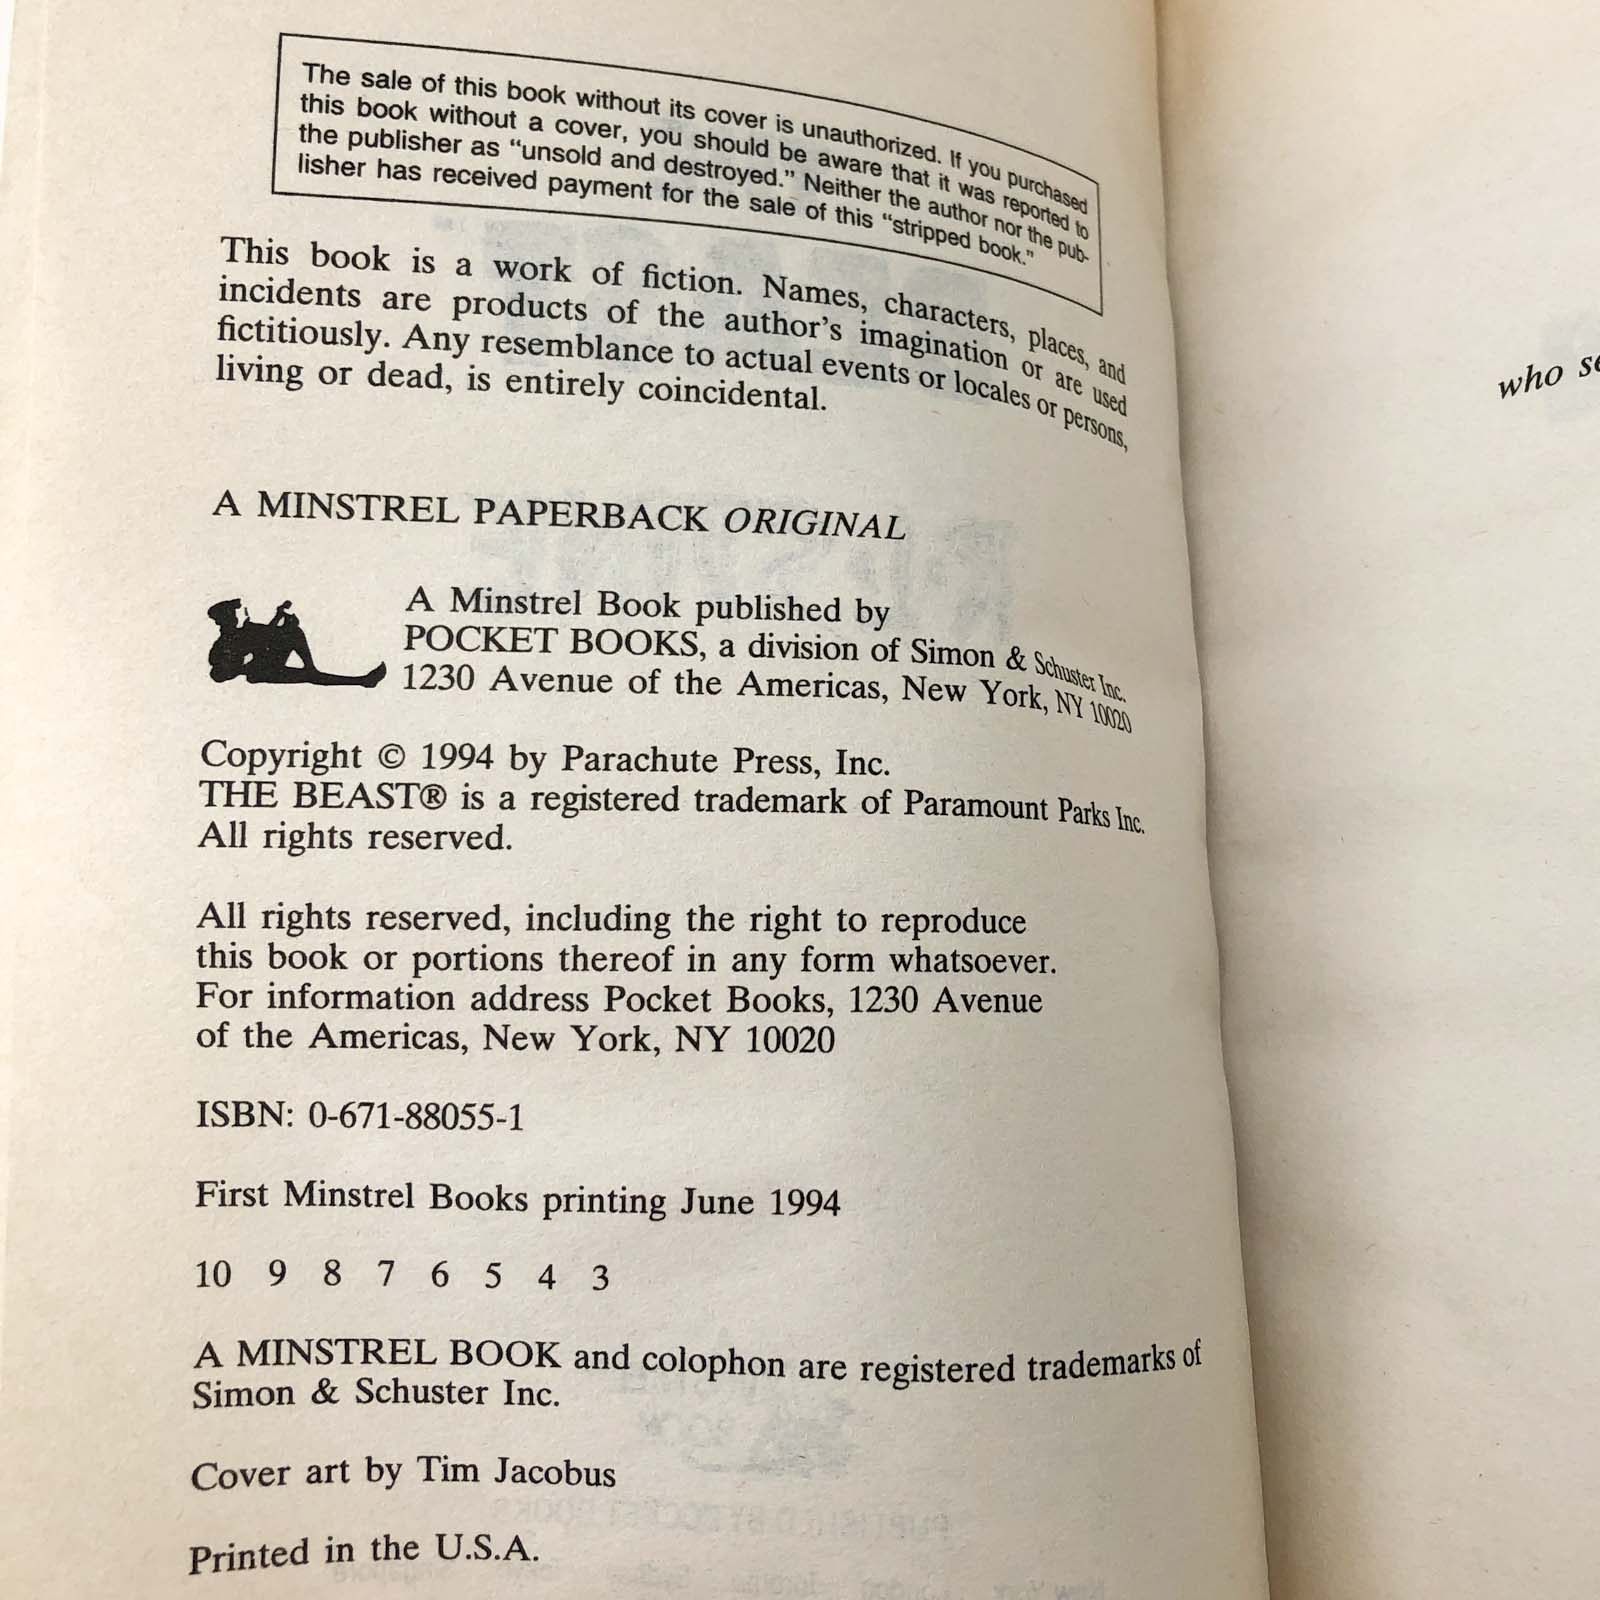 The sale of this book without its cover is unauthorized. If you purchased
this book without a cover, you should be aware that it was reported to
the publisher as “unsold and destroyed.” Neither the author nor the pub-
lisher has received payment for the sale of this “stripped book.”
This book is a work of fiction. Names, characters, places, and
incidents are products of the author’s imagination or are used
fictitiously. Any resemblance to actual events or locales or persons,
living or dead, is entirely coincidental.
A MINSTREL PAPERBACK ORIGINAL
A Minstrel Book published by
POCKET BOOKS, a division of Simon & Schuster Inc.
1230 Avenue of the Americas, New York, NY 10020
Copyright © 1994 by Parachute Press, Inc.
THE BEAST® is a registered trademark of Paramount Parks Inc.
All rights reserved.
All rights reserved, including the right to reproduce
this book or portions thereof in any form whatsoever.
For information address Pocket Books, 1230 Avenue
of the Americas, New York, NY 10020
ISBN: 0-671-88055-1
First Minstrel Books printing June 1994
10 9 8 7 6 5 4 3
A MINSTREL BOOK and colophon are registered trademarks of
Simon & Schuster Inc.
Cover art by Tim Jacobus
Printed in the U.S.A.
who